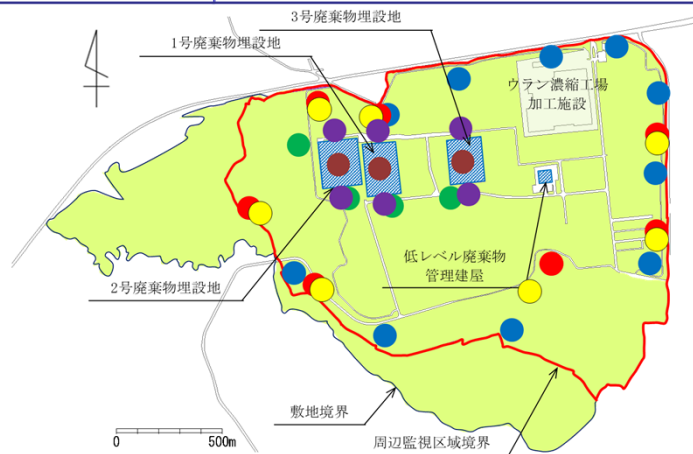 3号廃棄物埋設地
1号廃棄物埋設地
ウラン濃縮工場
加工施設
低レベル廃棄物
管理建屋
2号廃棄物埋設地
敷地境界
周辺監視区域境界
0
500m